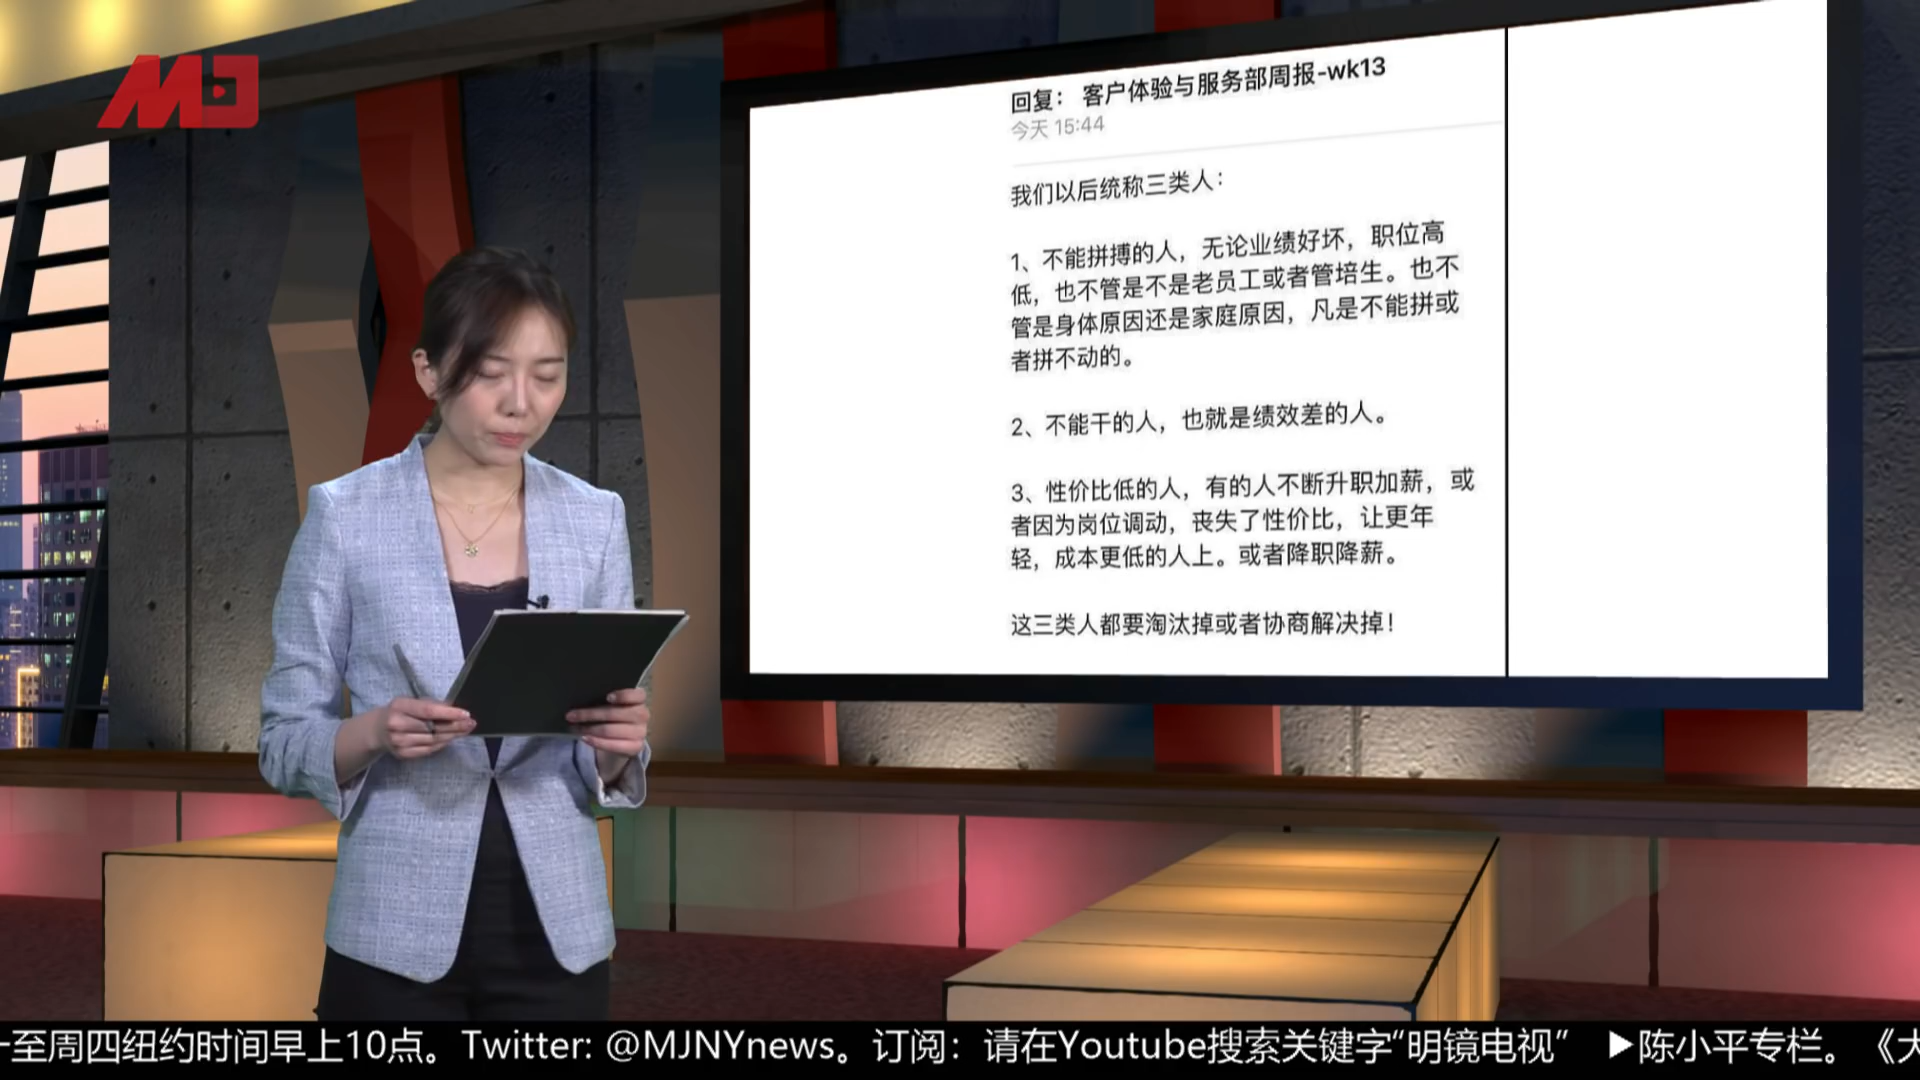 MD
回复： 客户体验与服务部周报-wk13
今天 15:44
我们以后统称三类人：
1、不能拼搏的人，无论业绩好坏，职位高
低，也不管是不是老员工或者管培生。也不
管是身体原因还是家庭原因，凡是不能拼或
者拼不动的。
2、不能干的人，也就是绩效差的人。
3、性价比低的人，有的人不断升职加薪，或
者因为岗位调动，丧失了性价比，让更年
轻，成本更低的人上。或者降职降薪。
这三类人都要淘汰掉或者协商解决掉！
至周四纽约时间早上10点。Twitter: @MJNYnews。订阅：请在Youtube搜索关键字“明镜电视” ▶陈小平专栏。《大